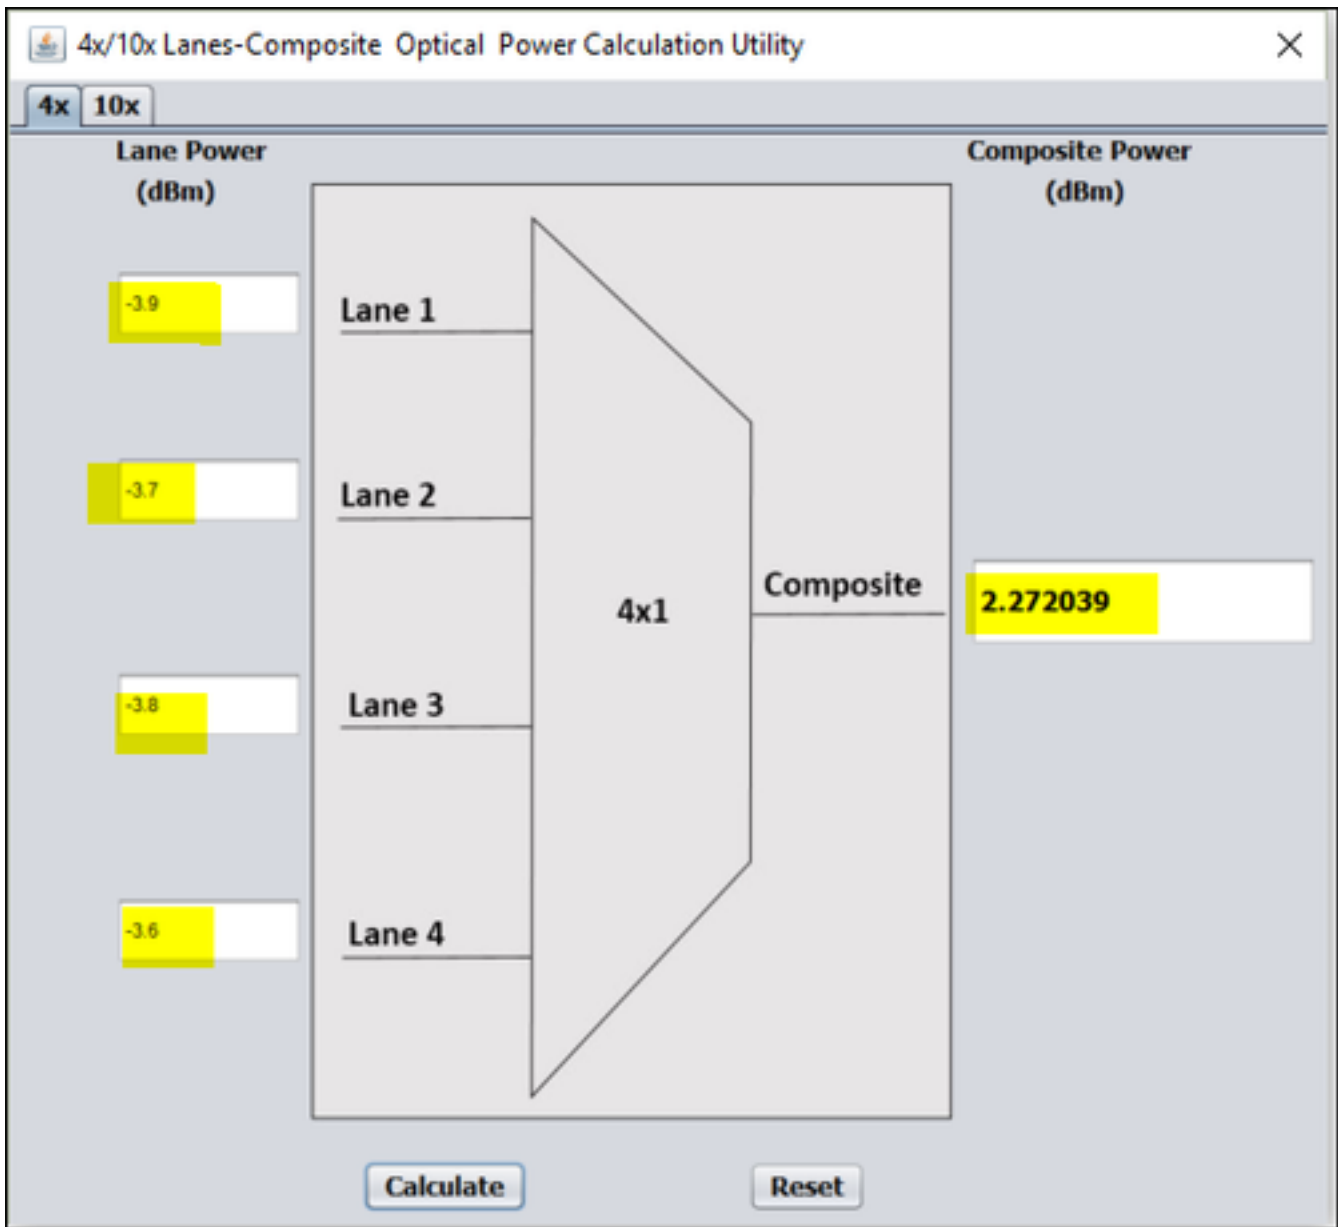 4x/10x Lanes-Composite Optical Power Calculation Utility
4x 10x
Lane Power
(dBm)
Composite Power
(dBm)
-3.9
Lane 1
-3.7
Lane 2
Composite
2.272039
4x1
-3.8
Lane 3
-3.6
Lane 4
Calculate
Reset